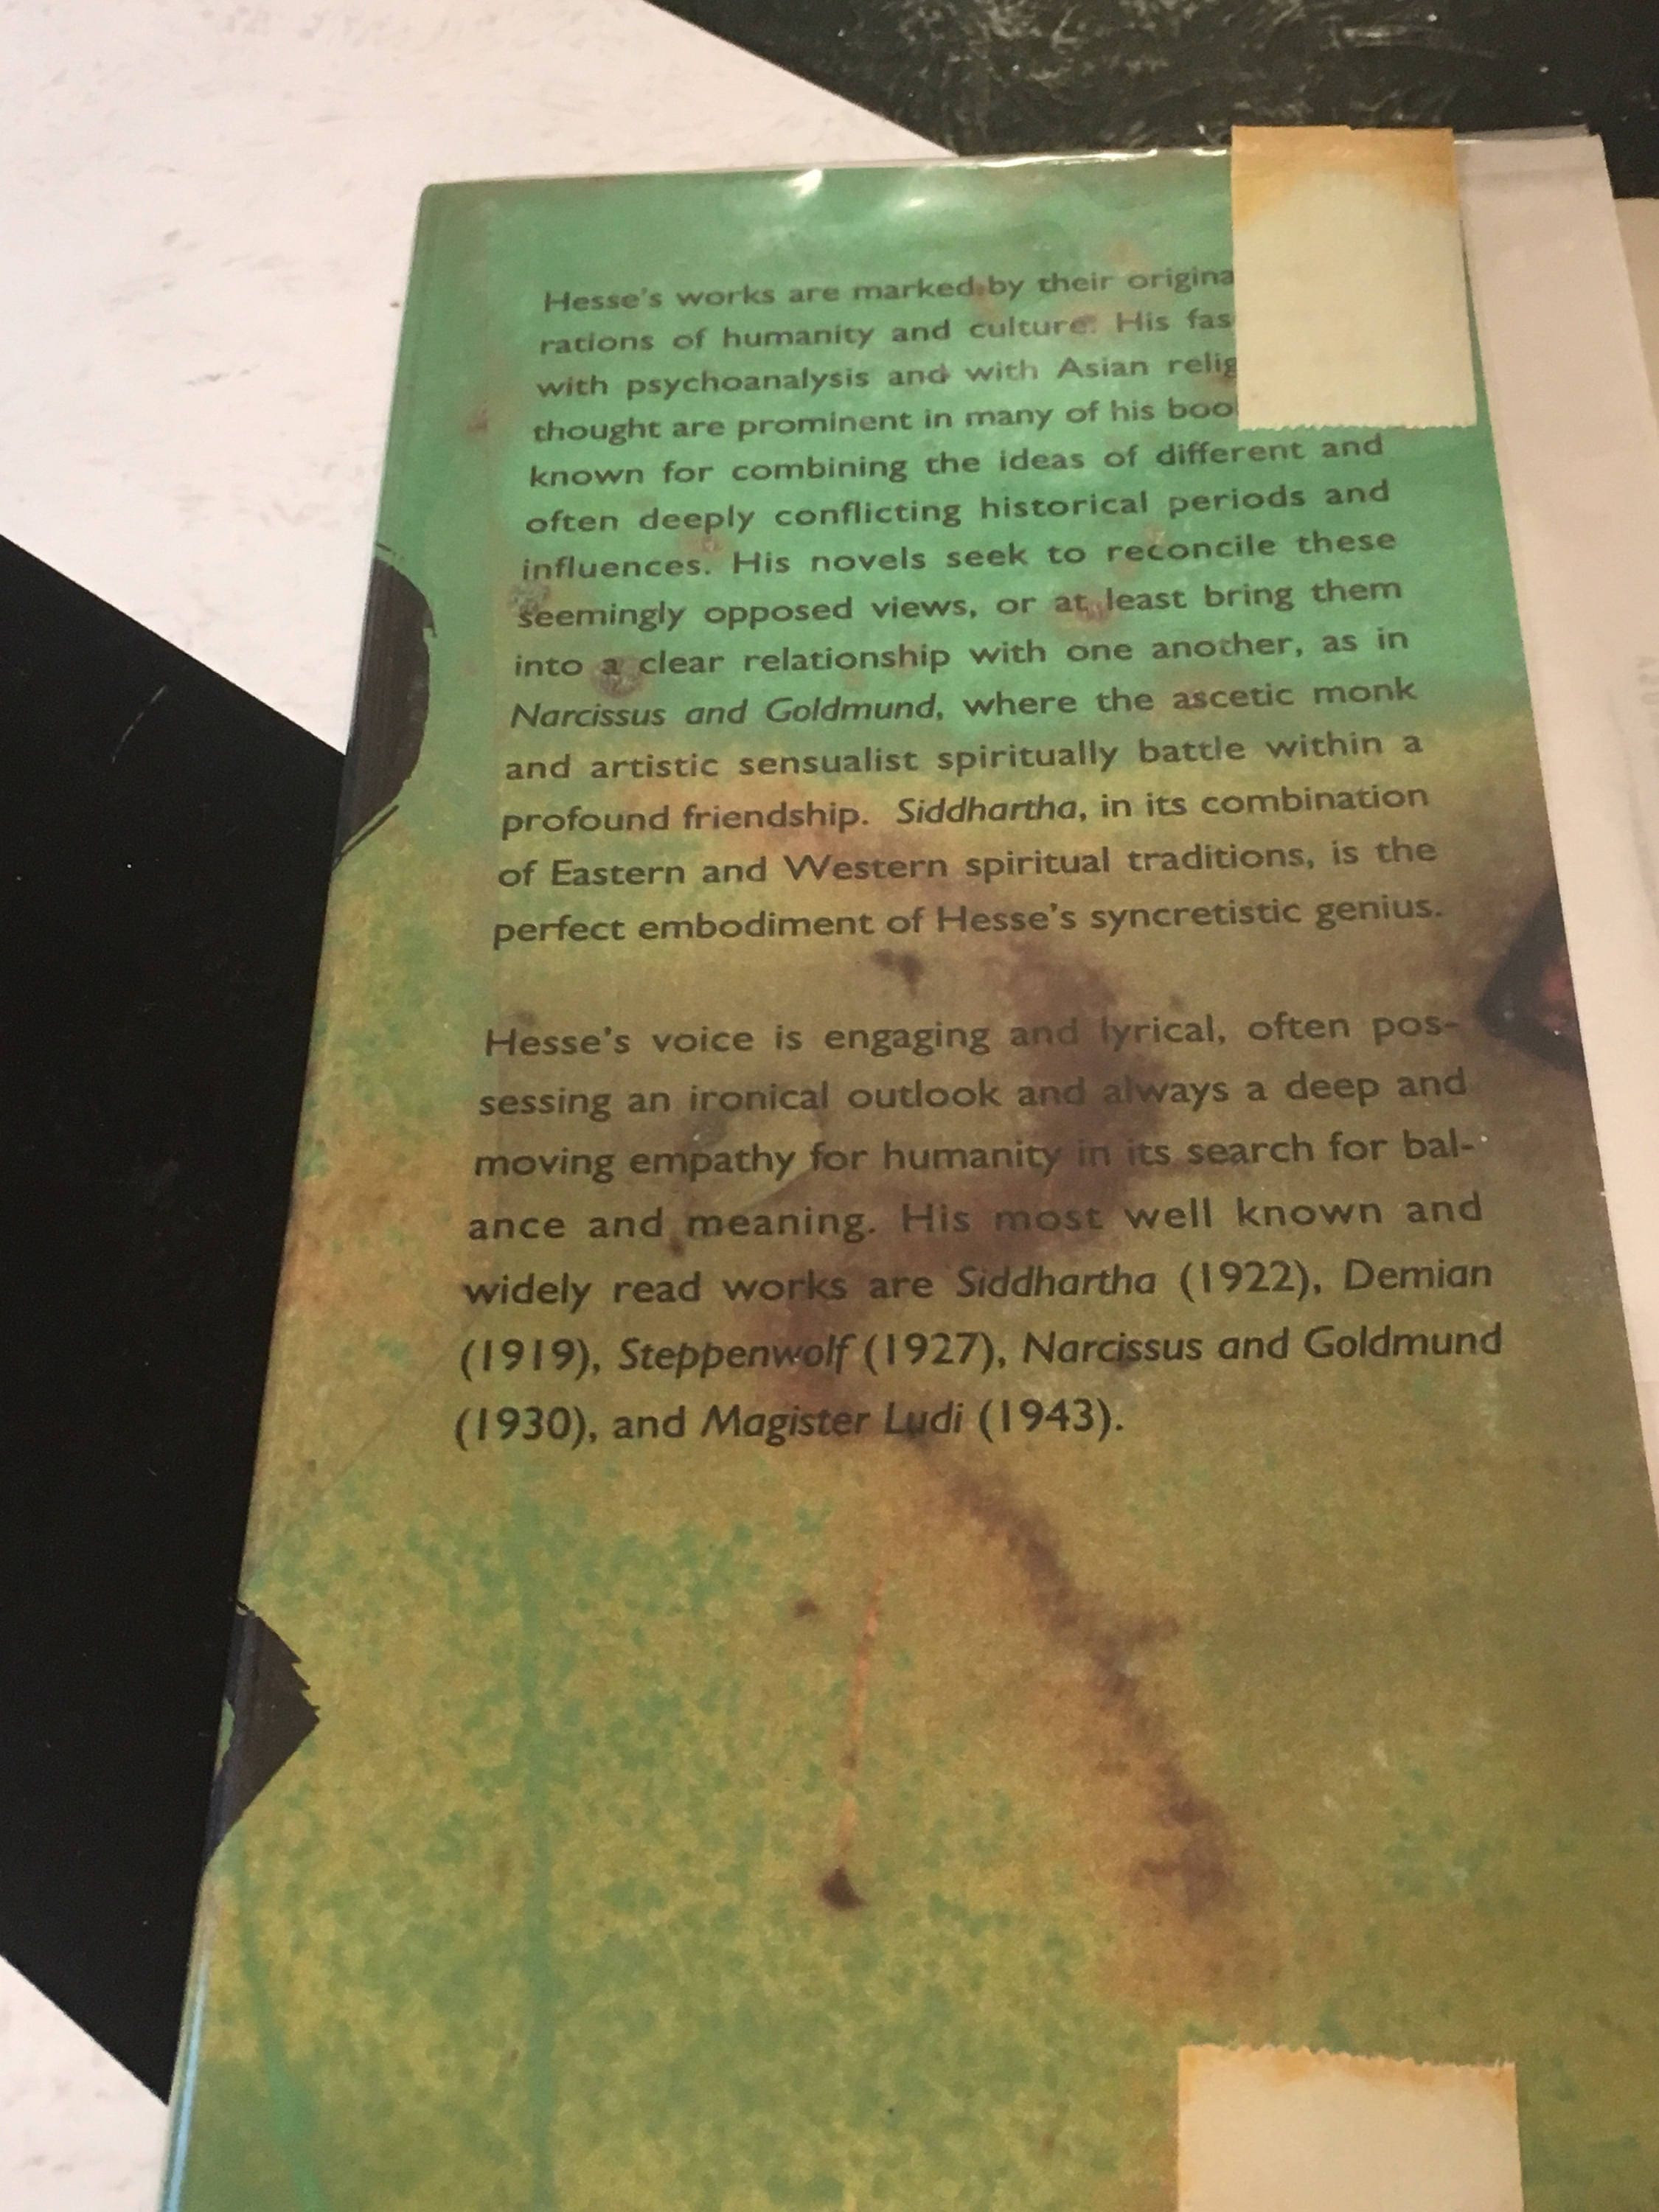 Hesse's works are marked by their origina
rations of humanity and culture. His fas
with psychoanalysis and with Asian relig
thought are prominent in many of his boo
known for combining the ideas of different and
often deeply conflicting historical periods and
influences. His novels seek to reconcile these
seemingly opposed views, or at least bring them
into a clear relationship with one another, as in
Narcissus and Goldmund, where the ascetic monk
and artistic sensualist spiritually battle within a
profound friendship. Siddhartha, in its combination
of Eastern and Western spiritual traditions, is the
perfect embodiment of Hesse's syncretistic genius.
Hesse's voice is engaging and lyrical, often pos-
sessing an ironical outlook and always a deep and
moving empathy for humanity in its search for bal-
ance and meaning. His most well known and
widely read works are Siddhartha (1922), Demian
(1919), Steppenwolf (1927), Narcissus and Goldmund
(1930), and Magister Ludi (1943).